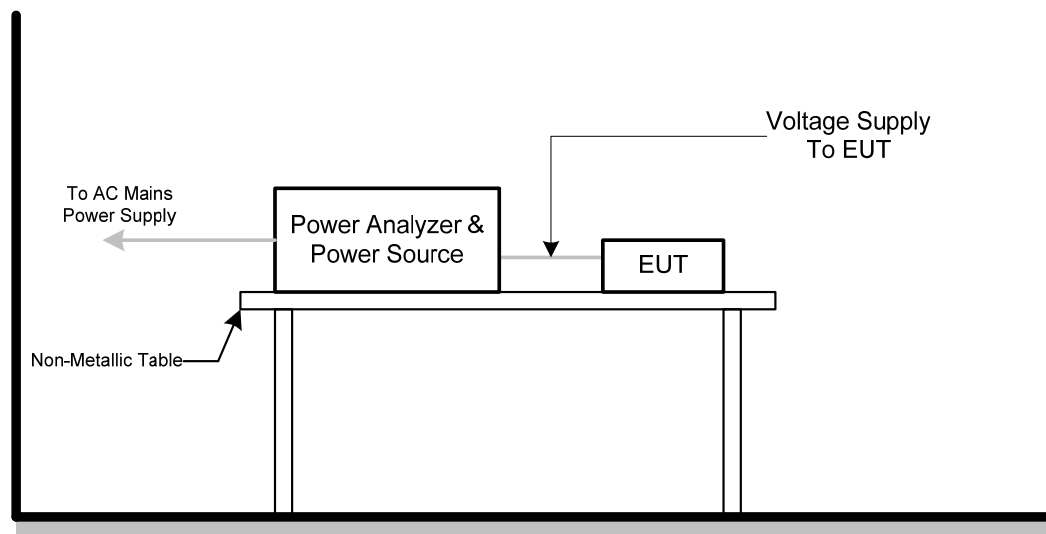 Voltage Supply
To EUT
To AC Mains
Power Supply
Power Analyzer &
Power Source
EUT
Non-Metallic Table